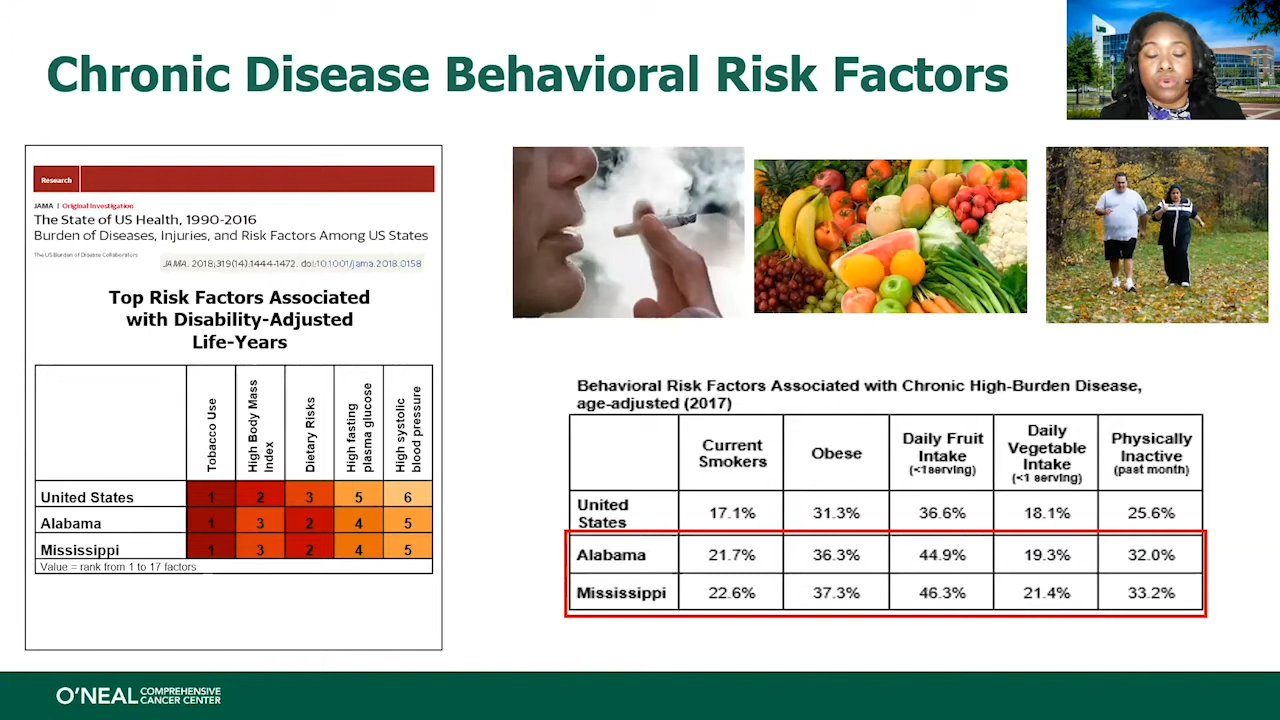 Chronic Disease Behavioral Risk Factors
Research
JAMA | Original Investigation
The State of US Health, 1990-2016
Burden of Diseases, Injuries, and Risk Factors Among US States
The US Burden of Disease Collaborators
JAMA. 2018;319(14):1444-1472. doi:10.1001/jama.2018.0158
Top Risk Factors Associated
with Disability-Adjusted
Life-Years
Tobacco Use
High Body Mass
Index
Dietary Risks
High fasting
plasma glucose
High systolic
blood pressure
United States 1 2 3 5 6
Alabama 1 3 2 4 5
Mississippi 1 3 2 4 5
Value = rank from 1 to 17 factors
Behavioral Risk Factors Associated with Chronic High-Burden Disease,
age-adjusted (2017)
Current
Smokers
Obese
Daily Fruit
Intake
(<1serving)
Daily
Vegetable
Intake
(<1 serving)
Physically
Inactive
(past month)
United
States
17.1% 31.3% 36.6% 18.1% 25.6%
Alabama 21.7% 36.3% 44.9% 19.3% 32.0%
Mississippi 22.6% 37.3% 46.3% 21.4% 33.2%
O'NEAL COMPREHENSIVE
CANCER CENTER